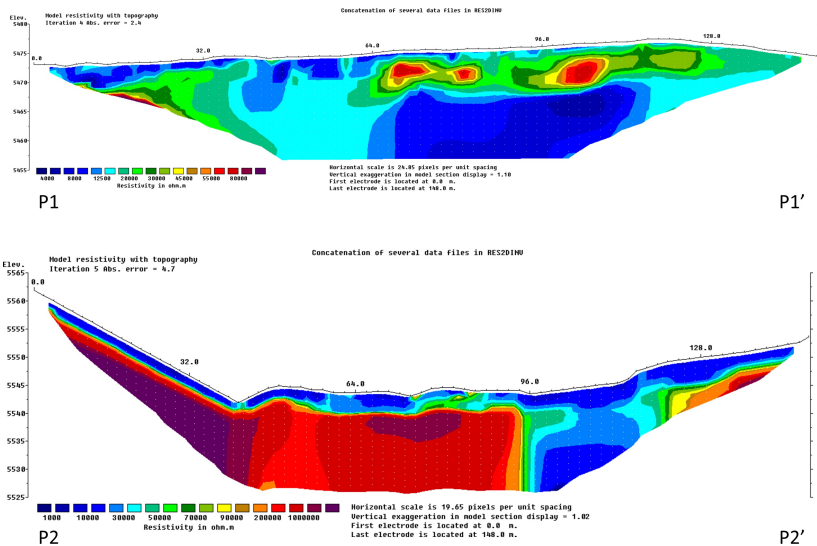 Concatenation of several data files in RES2DINV
Elev.
Model resistivity with topography
Iteration 4 Abs. error = 2.4
5480
5475
5470
5465
5460
5455
0.0
32.0
64.0
96.0
128.0
4000 8000 12500 20000 30000 45000 55000 80000
Resistivity in ohm.m
Horizontal scale is 24.85 pixels per unit spacing
Vertical exaggeration in model section display = 1.10
First electrode is located at 0.0 m.
Last electrode is located at 148.0 m.
P1
P1’
Concatenation of several data files in RES2DINV
Model resistivity with topography
Iteration 5 Abs. error = 4.7
Elev.
5565
5560
5555
5550
5545
5540
5535
5530
5525
0.0
32.0
64.0
96.0
128.0
1000 10000 30000 50000 70000 90000 200000 1000000
Resistivity in ohm.m
Horizontal scale is 19.65 pixels per unit spacing
Vertical exaggeration in model section display = 1.02
First electrode is located at 0.0 m.
Last electrode is located at 148.0 m.
P2
P2’